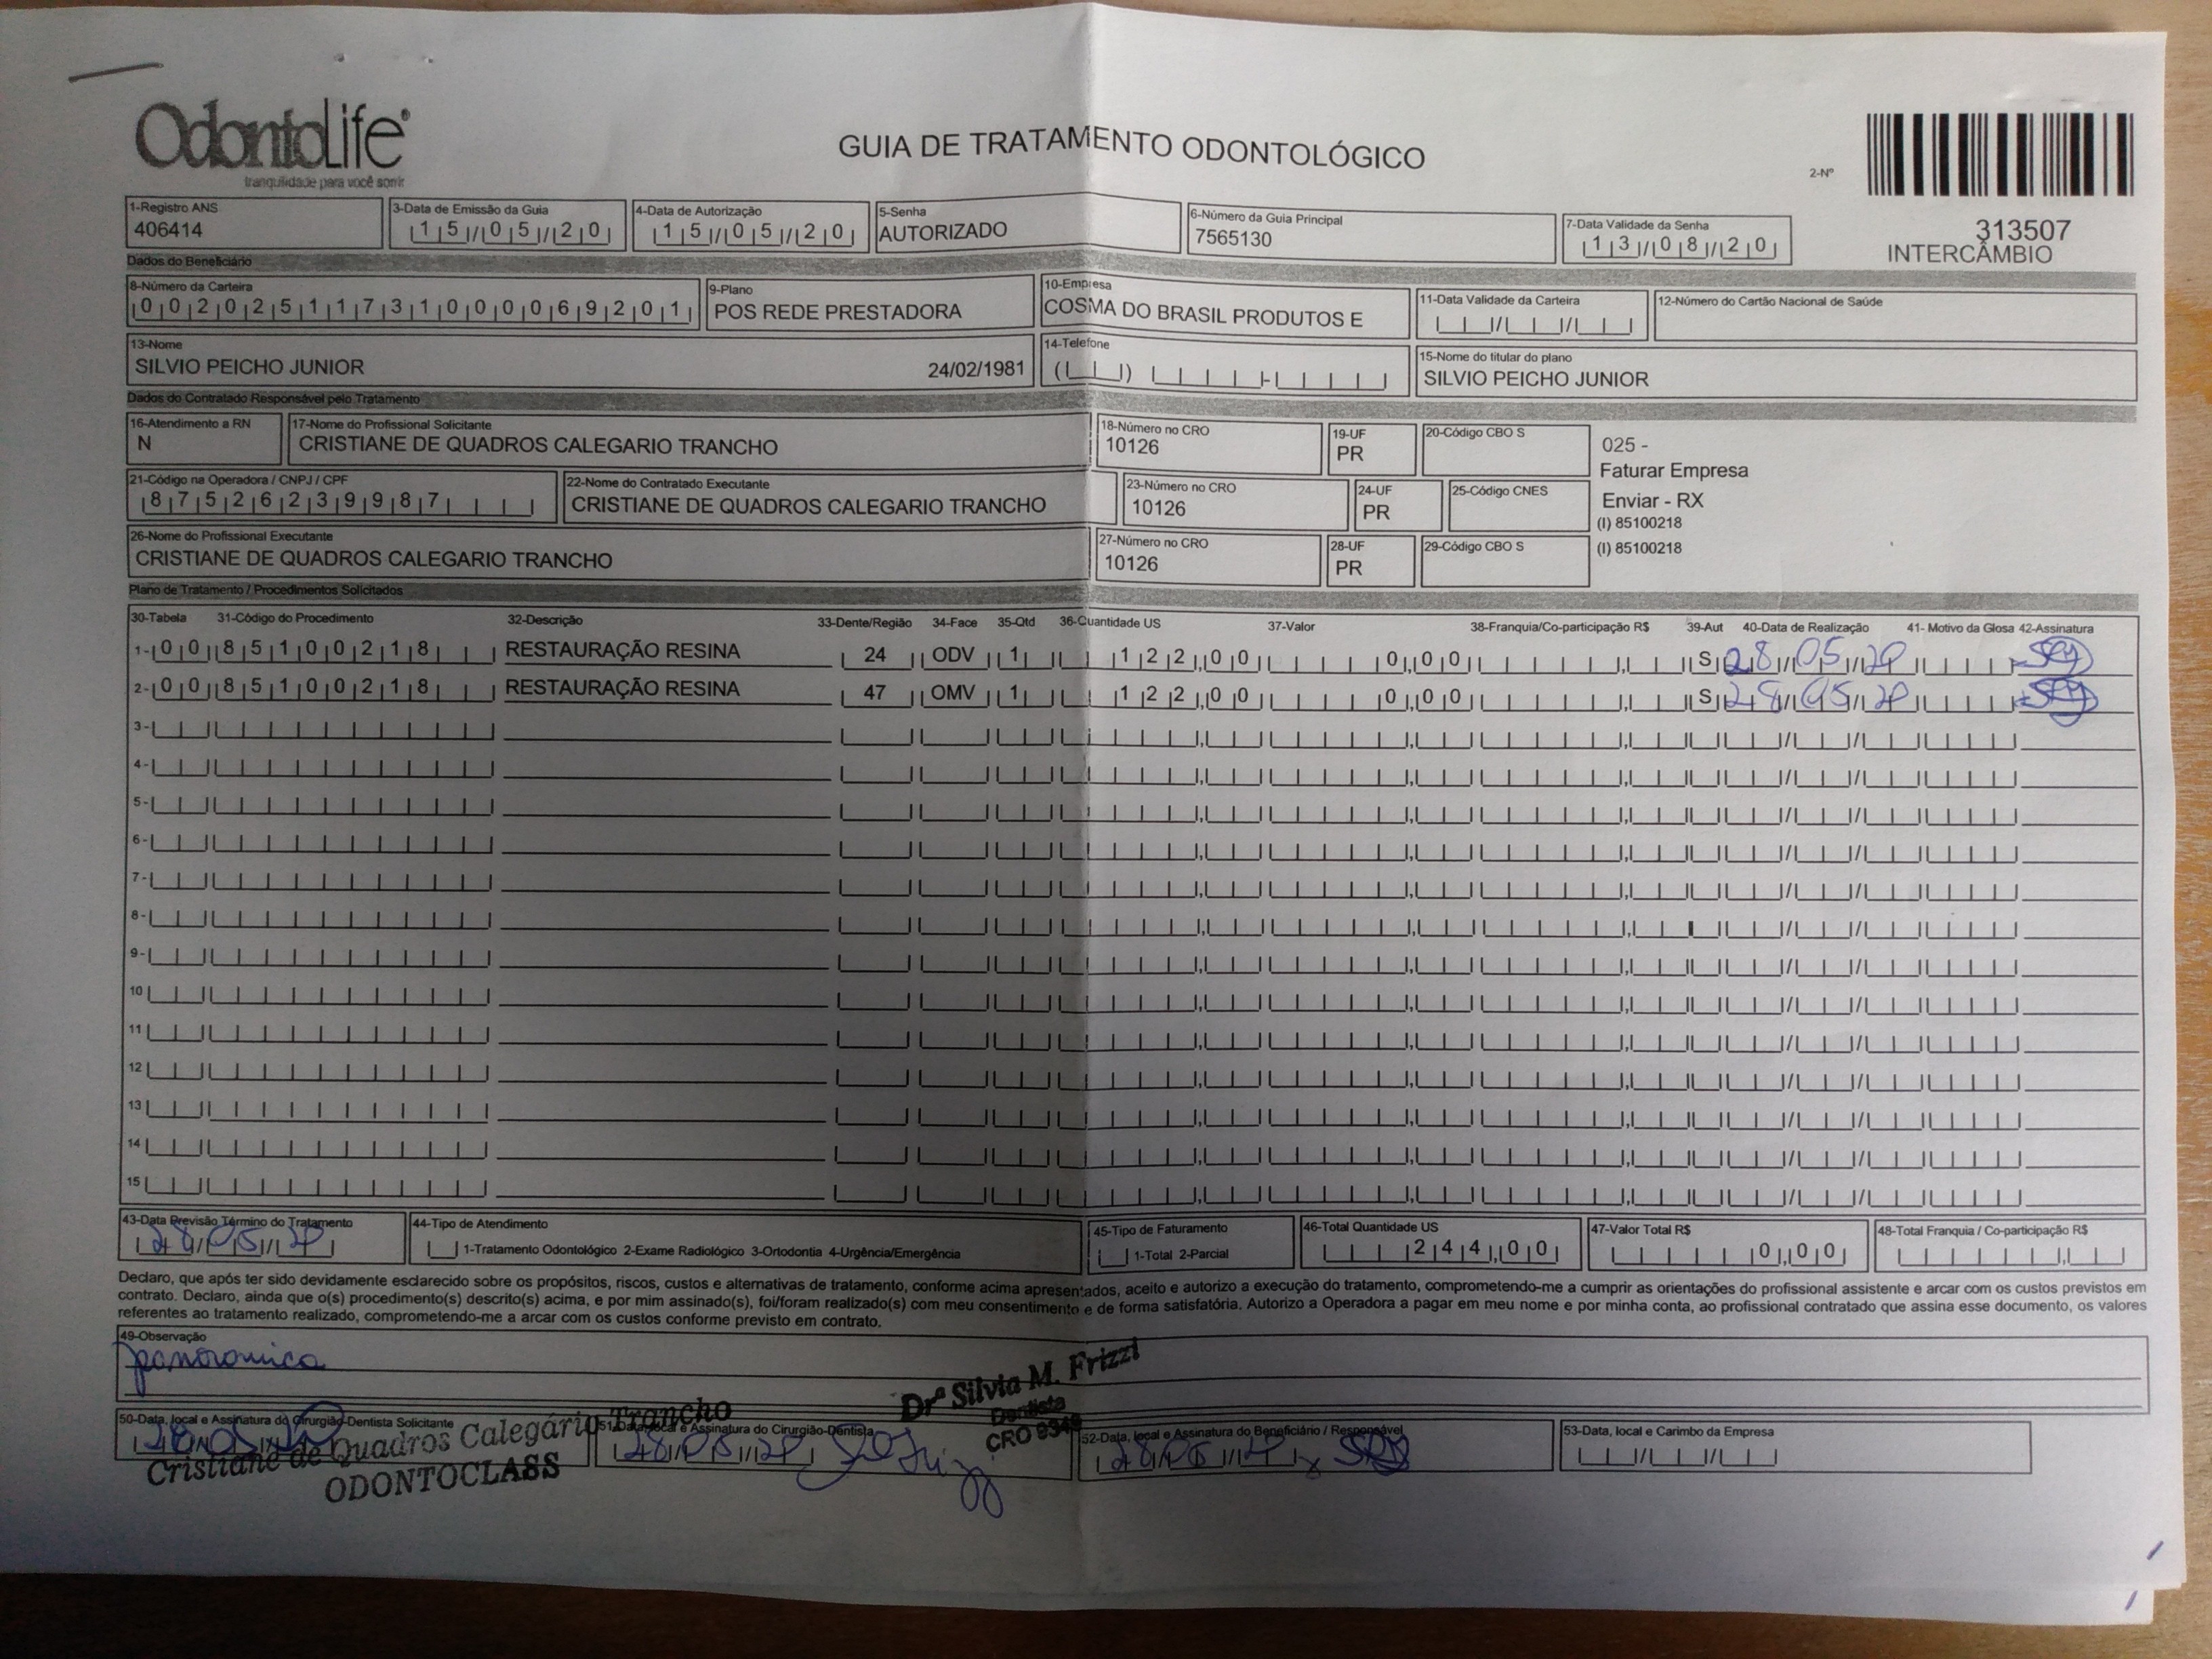 OdontoLife®
tranquilidade para você sorrir
GUIA DE TRATAMENTO ODONTOLÓGICO
2-Nº
313507
INTERCÂMBIO
1-Registro ANS
406414
3-Data de Emissão da Guia
15/05/20
4-Data de Autorização
15/05/20
5-Senha
AUTORIZADO
6-Número da Guia Principal
7565130
7-Data Validade da Senha
13/08/20
Dados do Beneficiário
8-Número da Carteira
00202511731000069201
9-Plano
POS REDE PRESTADORA
10-Empresa
COSMA DO BRASIL PRODUTOS E
11-Data Validade da Carteira
12-Número do Cartão Nacional de Saúde
13-Nome
SILVIO PEICHO JUNIOR 24/02/1981
14-Telefone
15-Nome do titular do plano
SILVIO PEICHO JUNIOR
Dados do Contratado Responsável pelo Tratamento
16-Atendimento a RN
N
17-Nome do Profissional Solicitante
CRISTIANE DE QUADROS CALEGARIO TRANCHO
18-Número no CRO
10126
19-UF
PR
20-Código CBO S
025 -
Faturar Empresa
Enviar - RX
(I) 85100218
(I) 85100218
21-Código na Operadora / CNPJ / CPF
87526239987
22-Nome do Contratado Executante
CRISTIANE DE QUADROS CALEGARIO TRANCHO
23-Número no CRO
10126
24-UF
PR
25-Código CNES
26-Nome do Profissional Executante
CRISTIANE DE QUADROS CALEGARIO TRANCHO
27-Número no CRO
10126
28-UF
PR
29-Código CBO S
Plano de Tratamento / Procedimentos Solicitados
30-Tabela 31-Código do Procedimento 32-Descrição 33-Dente/Região 34-Face 35-Qtd 36-Quantidade US 37-Valor 38-Franquia/Co-participação R$ 39-Aut 40-Data de Realização 41- Motivo da Glosa 42-Assinatura
1- 00 85100218 RESTAURAÇÃO RESINA 24 ODV 1 122,00 0,00 S 28/05/20
2- 00 85100218 RESTAURAÇÃO RESINA 47 OMV 1 122,00 0,00 S 28/05/20
3-
4-
5-
6-
7-
8-
9-
10
11
12
13
14
15
43-Data Previsão Término do Tratamento
28/05/20
44-Tipo de Atendimento
1-Tratamento Odontológico 2-Exame Radiológico 3-Ortodontia 4-Urgência/Emergência
45-Tipo de Faturamento
1-Total 2-Parcial
46-Total Quantidade US
244,00
47-Valor Total R$
0,00
48-Total Franquia / Co-participação R$
Declaro, que após ter sido devidamente esclarecido sobre os propósitos, riscos, custos e alternativas de tratamento, conforme acima apresentados, aceito e autorizo a execução do tratamento, comprometendo-me a cumprir as orientações do profissional assistente e arcar com os custos previstos em
contrato. Declaro, ainda que o(s) procedimento(s) descrito(s) acima, e por mim assinado(s), foi/foram realizado(s) com meu consentimento e de forma satisfatória. Autorizo a Operadora a pagar em meu nome e por minha conta, ao profissional contratado que assina esse documento, os valores
referentes ao tratamento realizado, comprometendo-me a arcar com os custos conforme previsto em contrato.
49-Observação
panoramica
Drª Silvia M. Frizzi
Dentista
CRO 9348
50-Data, local e Assinatura do Cirurgião-Dentista Solicitante
28/05/20
Cristiane de Quadros Calegário Trancho
ODONTOCLASS
51-Data, local e Assinatura do Cirurgião-Dentista
28/05/20
52-Data, local e Assinatura do Beneficiário / Responsável
28/05/20
53-Data, local e Carimbo da Empresa